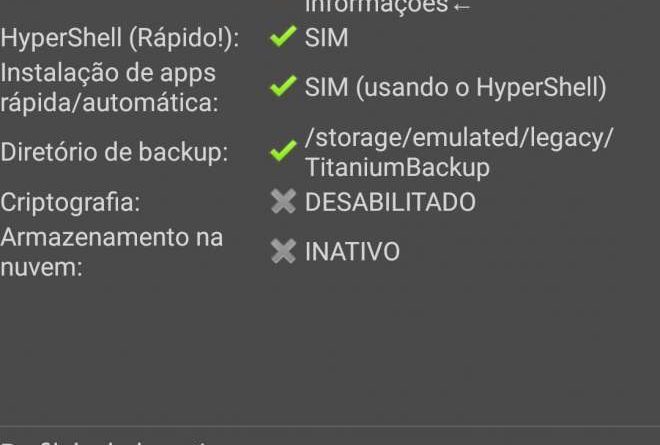 informações←
HyperShell (Rápido!):
SIM
Instalação de apps
rápida/automática:
SIM (usando o HyperShell)
Diretório de backup:
/storage/emulated/legacy/
TitaniumBackup
Criptografia:
DESABILITADO
Armazenamento na
nuvem:
INATIVO